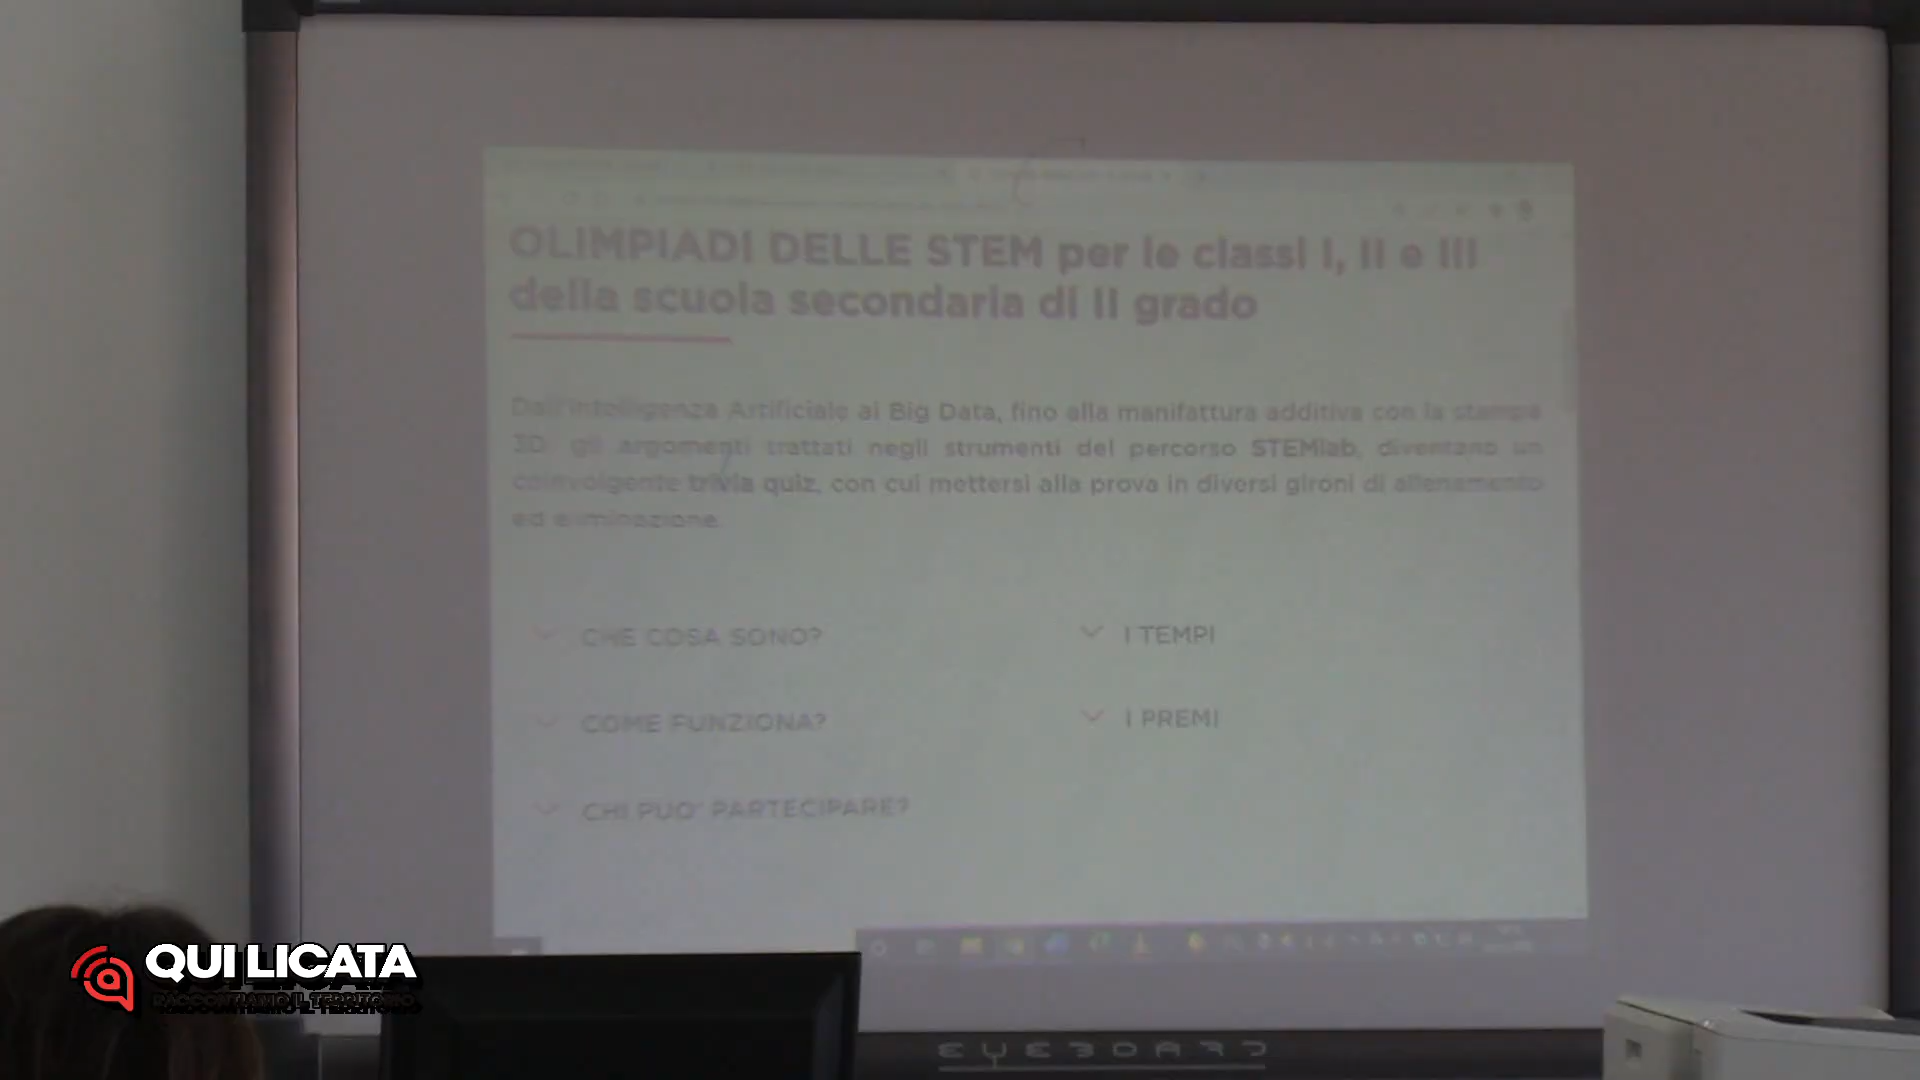 OLIMPIADI DELLE STEM per le classi I, II e III
della scuola secondaria di II grado
Dall'Intelligenza Artificiale ai Big Data, fino alla manifattura additiva con la stampa
3D: gli argomenti trattati negli strumenti del percorso STEMlab, diventano un
coinvolgente trivia quiz, con cui mettersi alla prova in diversi gironi di allenamento
ed eliminazione.
CHE COSA SONO?
I TEMPI
COME FUNZIONA?
I PREMI
CHI PUO' PARTECIPARE?
QUI LICATA
RACCONTIAMO IL TERRITORIO
EYEBOARD